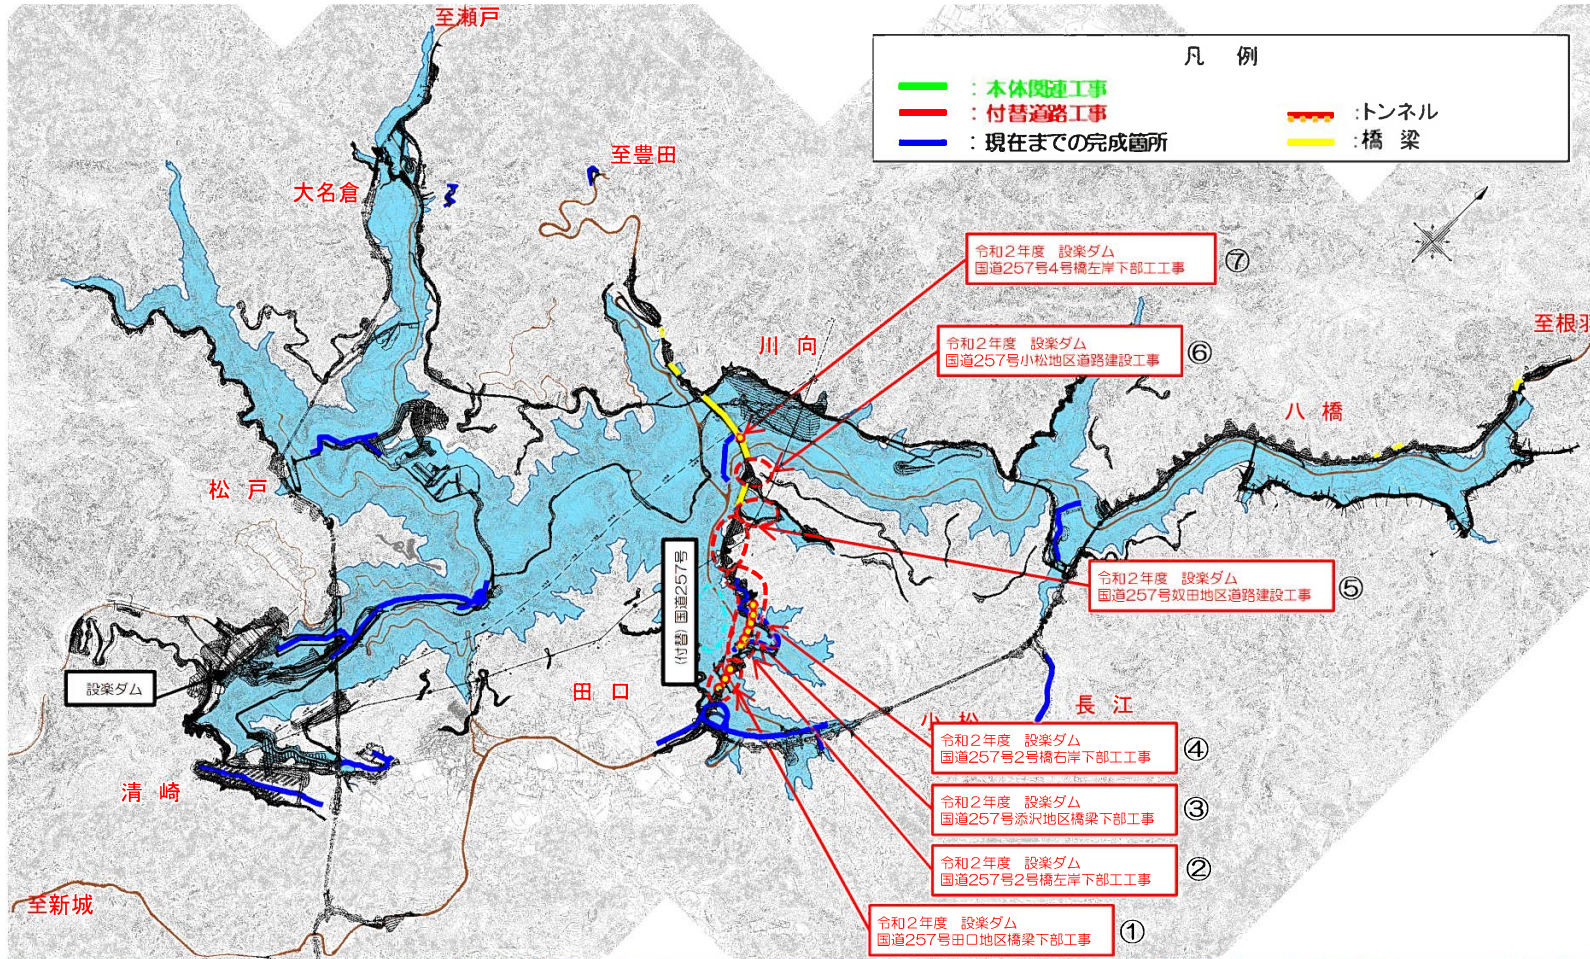 至瀬戸
凡 例
: 本体関連工事
: 付替道路工事
: 現在までの完成箇所
:トンネル
:橋 梁
至豊田
大名倉
令和2年度 設楽ダム
国道257号4号橋左岸下部工工事
⑦
令和2年度 設楽ダム
国道257号小松地区道路建設工事
⑥
川 向
至根羽
八 橋
松 戸
(付替) 国道257号
令和2年度 設楽ダム
国道257号奴田地区道路建設工事
⑤
設楽ダム
田 口
長 江
小 松
令和2年度 設楽ダム
国道257号2号橋右岸下部工工事
④
清 崎
令和2年度 設楽ダム
国道257号添沢地区橋梁下部工事
③
令和2年度 設楽ダム
国道257号2号橋左岸下部工工事
②
至新城
令和2年度 設楽ダム
国道257号田口地区橋梁下部工事
①